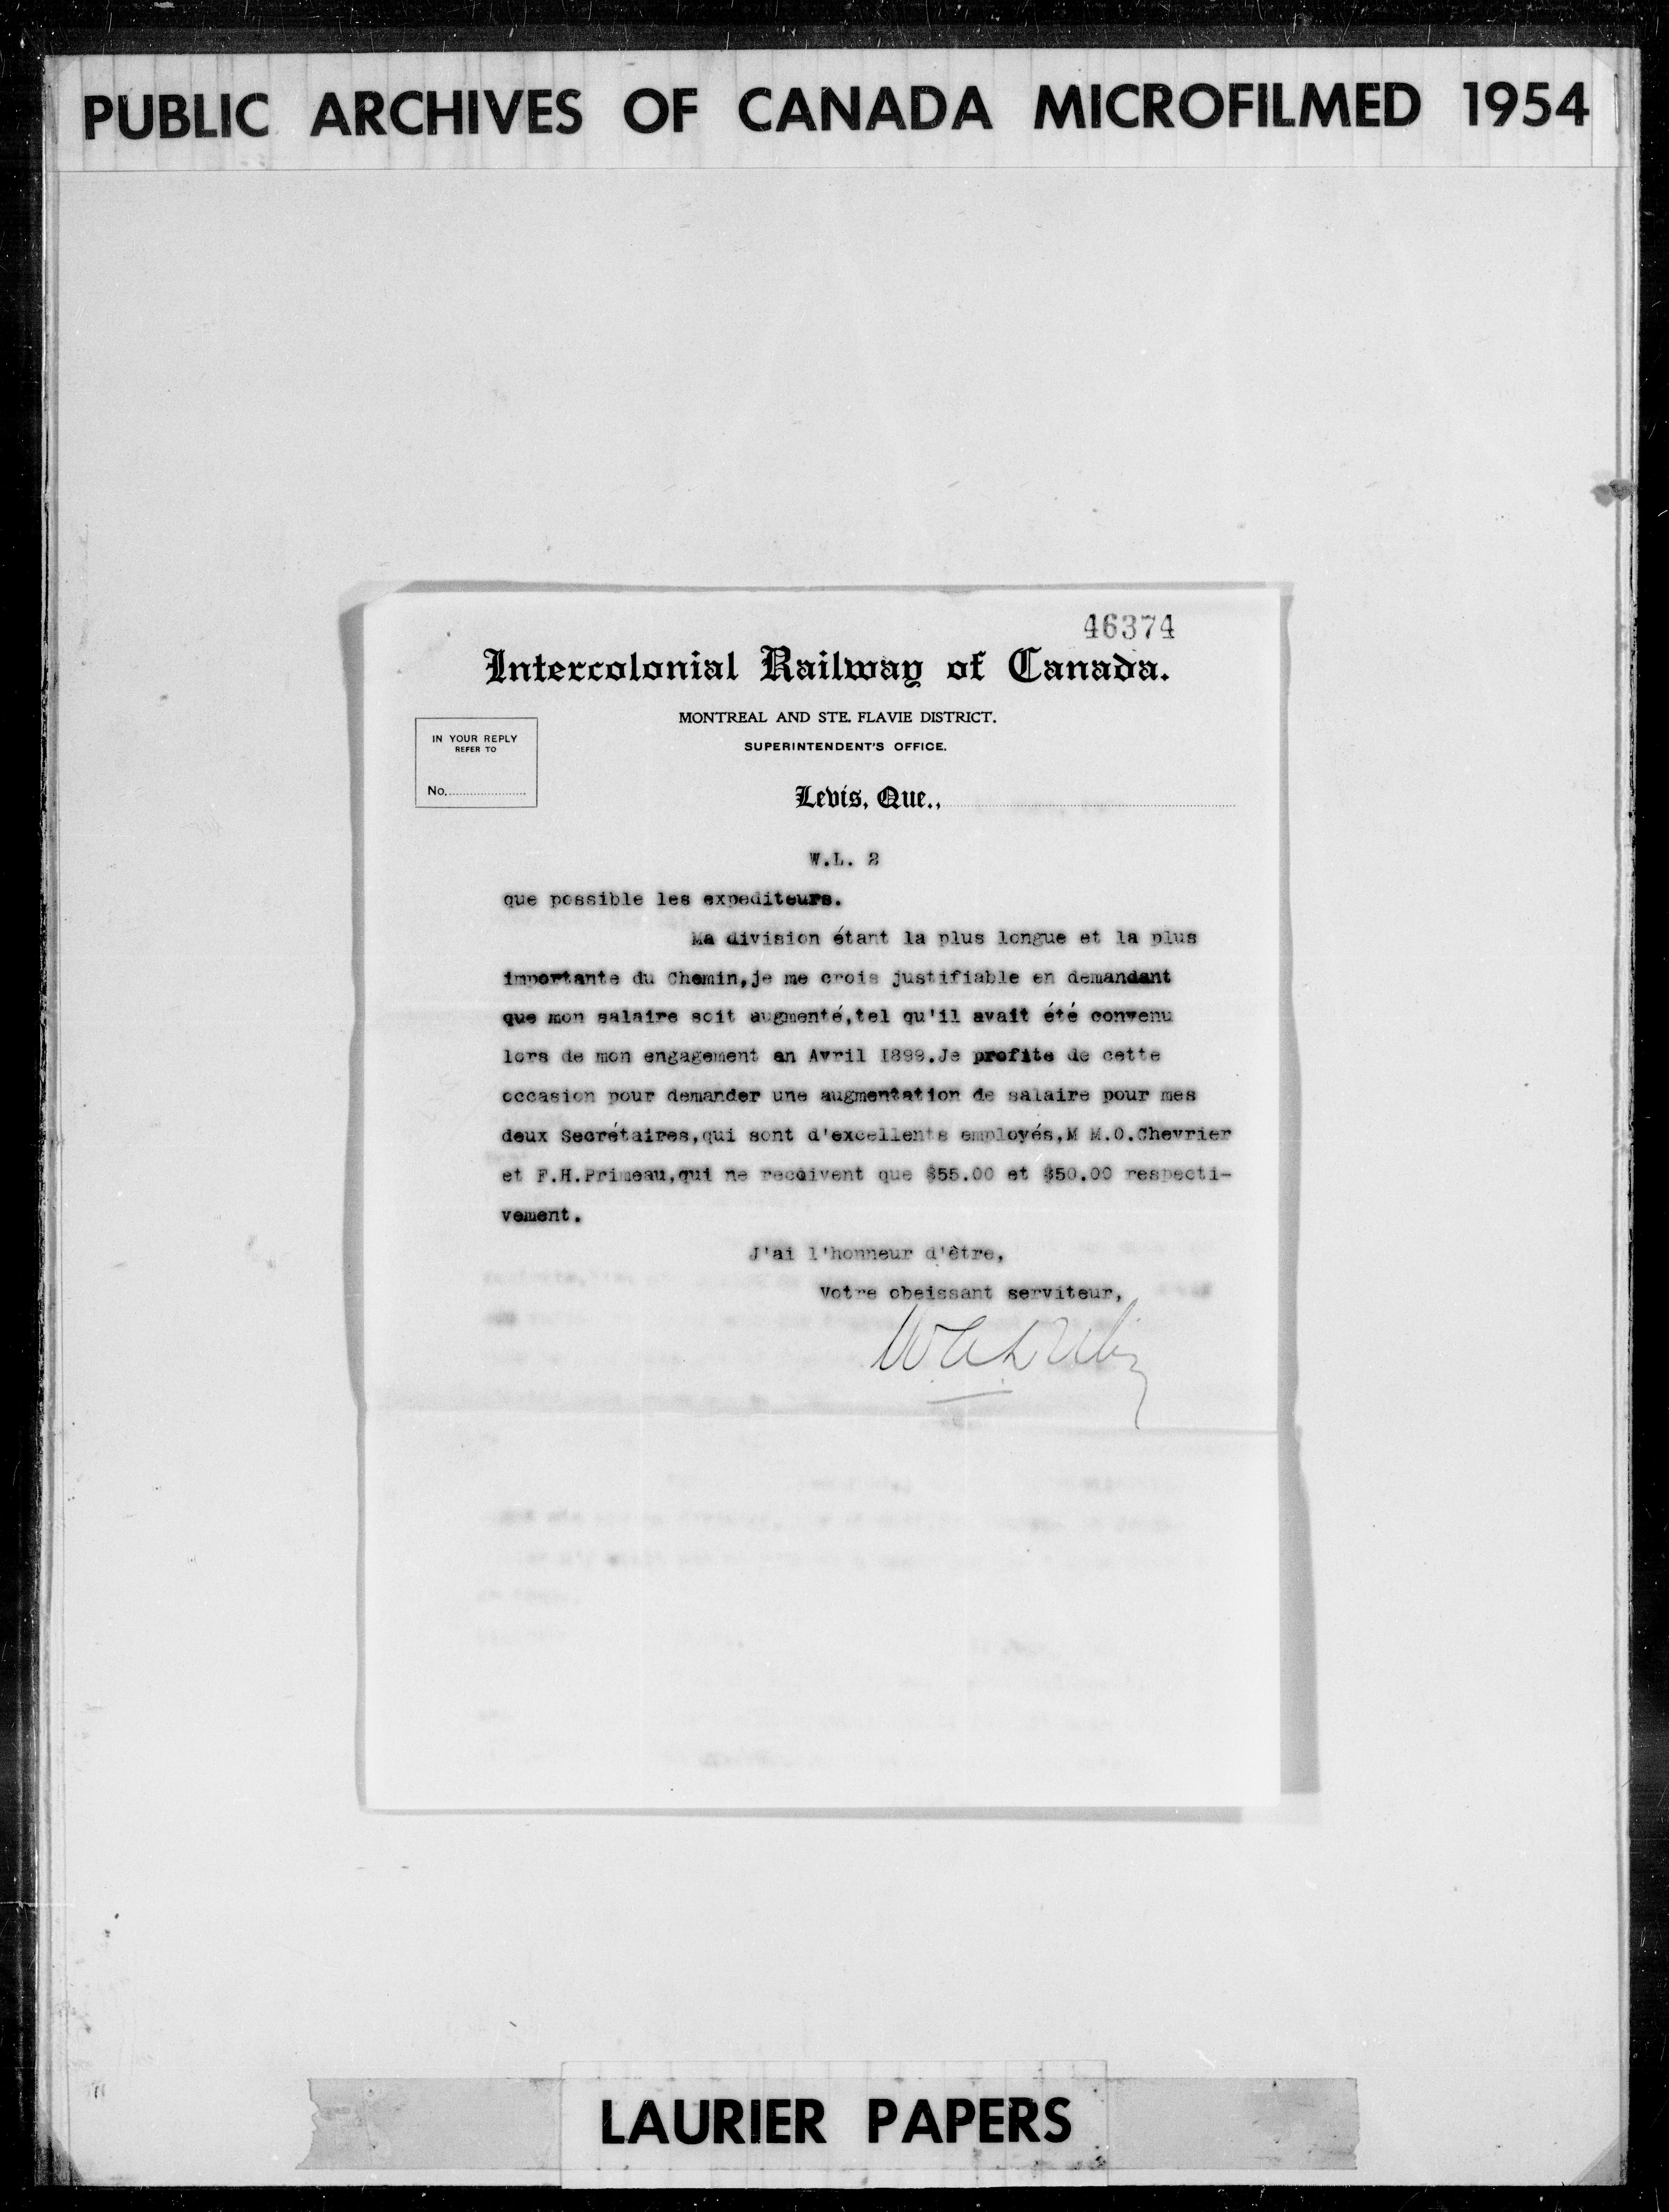 PUBLIC ARCHIVES OF CANADA MICROFILMED 1954
46374
Intercolonial Railway of Canada.
MONTREAL AND STE. FLAVIE DISTRICT.
SUPERINTENDENT'S OFFICE.
IN YOUR REPLY
REFER TO
No.
Levis, Que.,
W.L. 2
que possible les expediteurs.
Ma division étant la plus longue et la plus
importante du Chemin,je me crois justifiable en demandant
que mon salaire soit augmenté,tel qu'il avait été convenu
lors de mon engagement an Avril I899.Je profite de cette
occasion pour demander une augmentation de salaire pour mes
deux Secrétaires,qui sont d'excellents employés,M M.O.Chevrier
et F.H.Primeau,qui ne recoivent que $55.00 et $50.00 respecti-
vement.
J'ai l'honneur d'être,
Votre obeissant serviteur,
LAURIER PAPERS